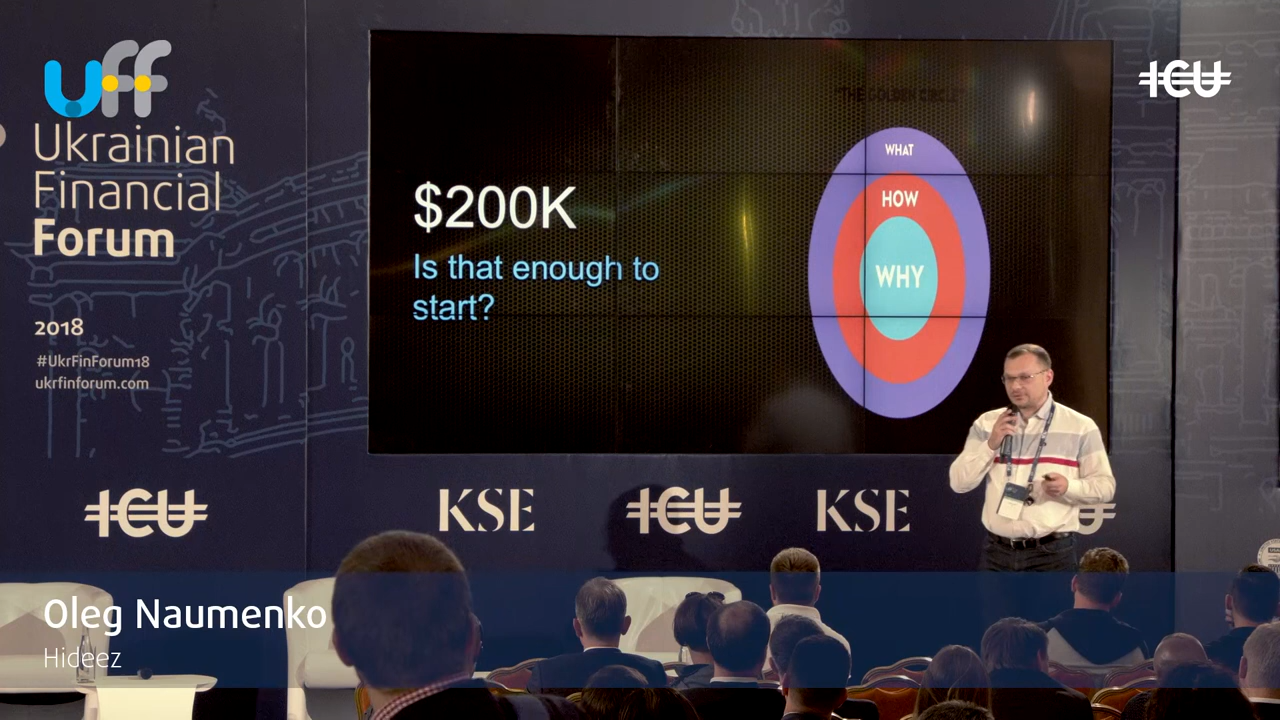 uff
Ukrainian
Financial
Forum
2018
#UkrFinForum18
ukrfinforum.com
ICU
"THE GOLDEN CIRCLE"
$200K
Is that enough to
start?
WHAT
HOW
WHY
ICU
KSE
ICU
KSE
Oleg Naumenko
Hideez